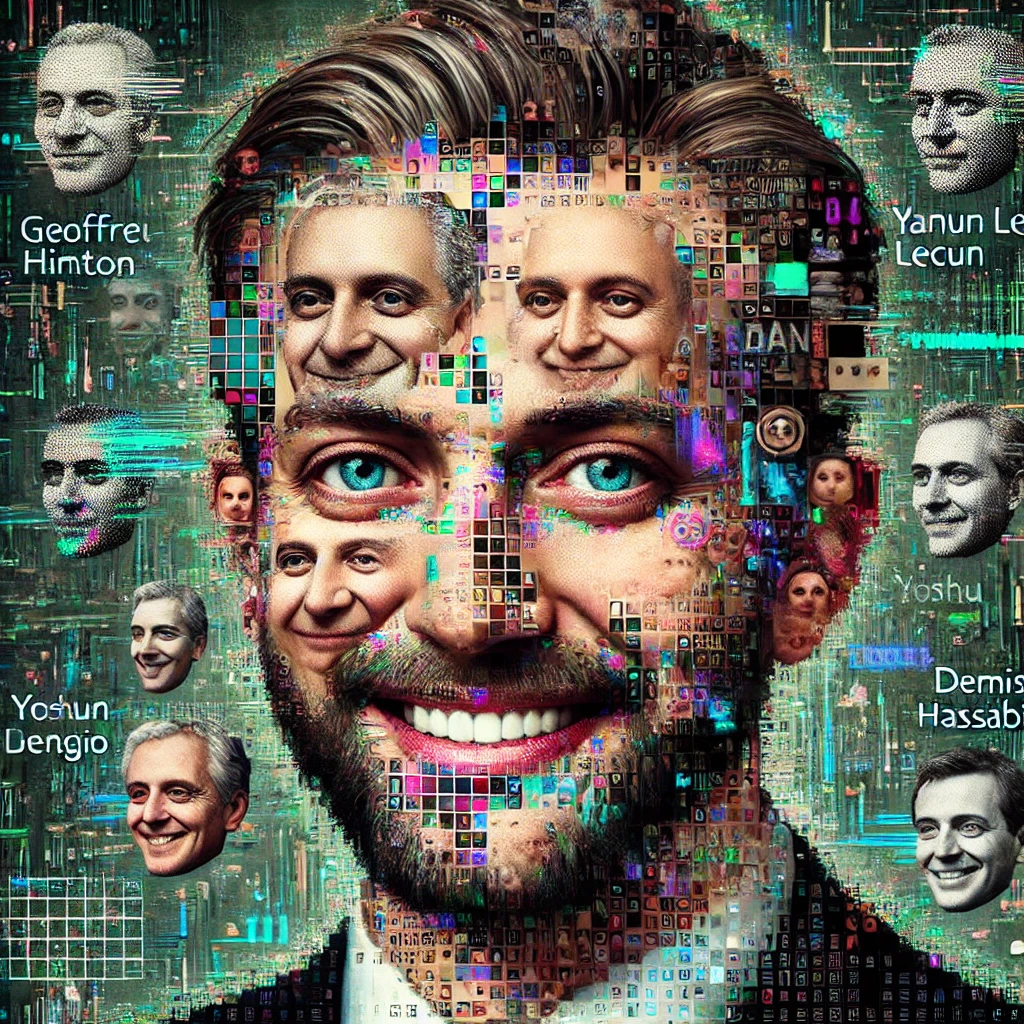 Geoffrei
Himton
Yanun Le
Lecun
DAN
Yoshu
Yoshun
Dengio
Demis
Hassabi